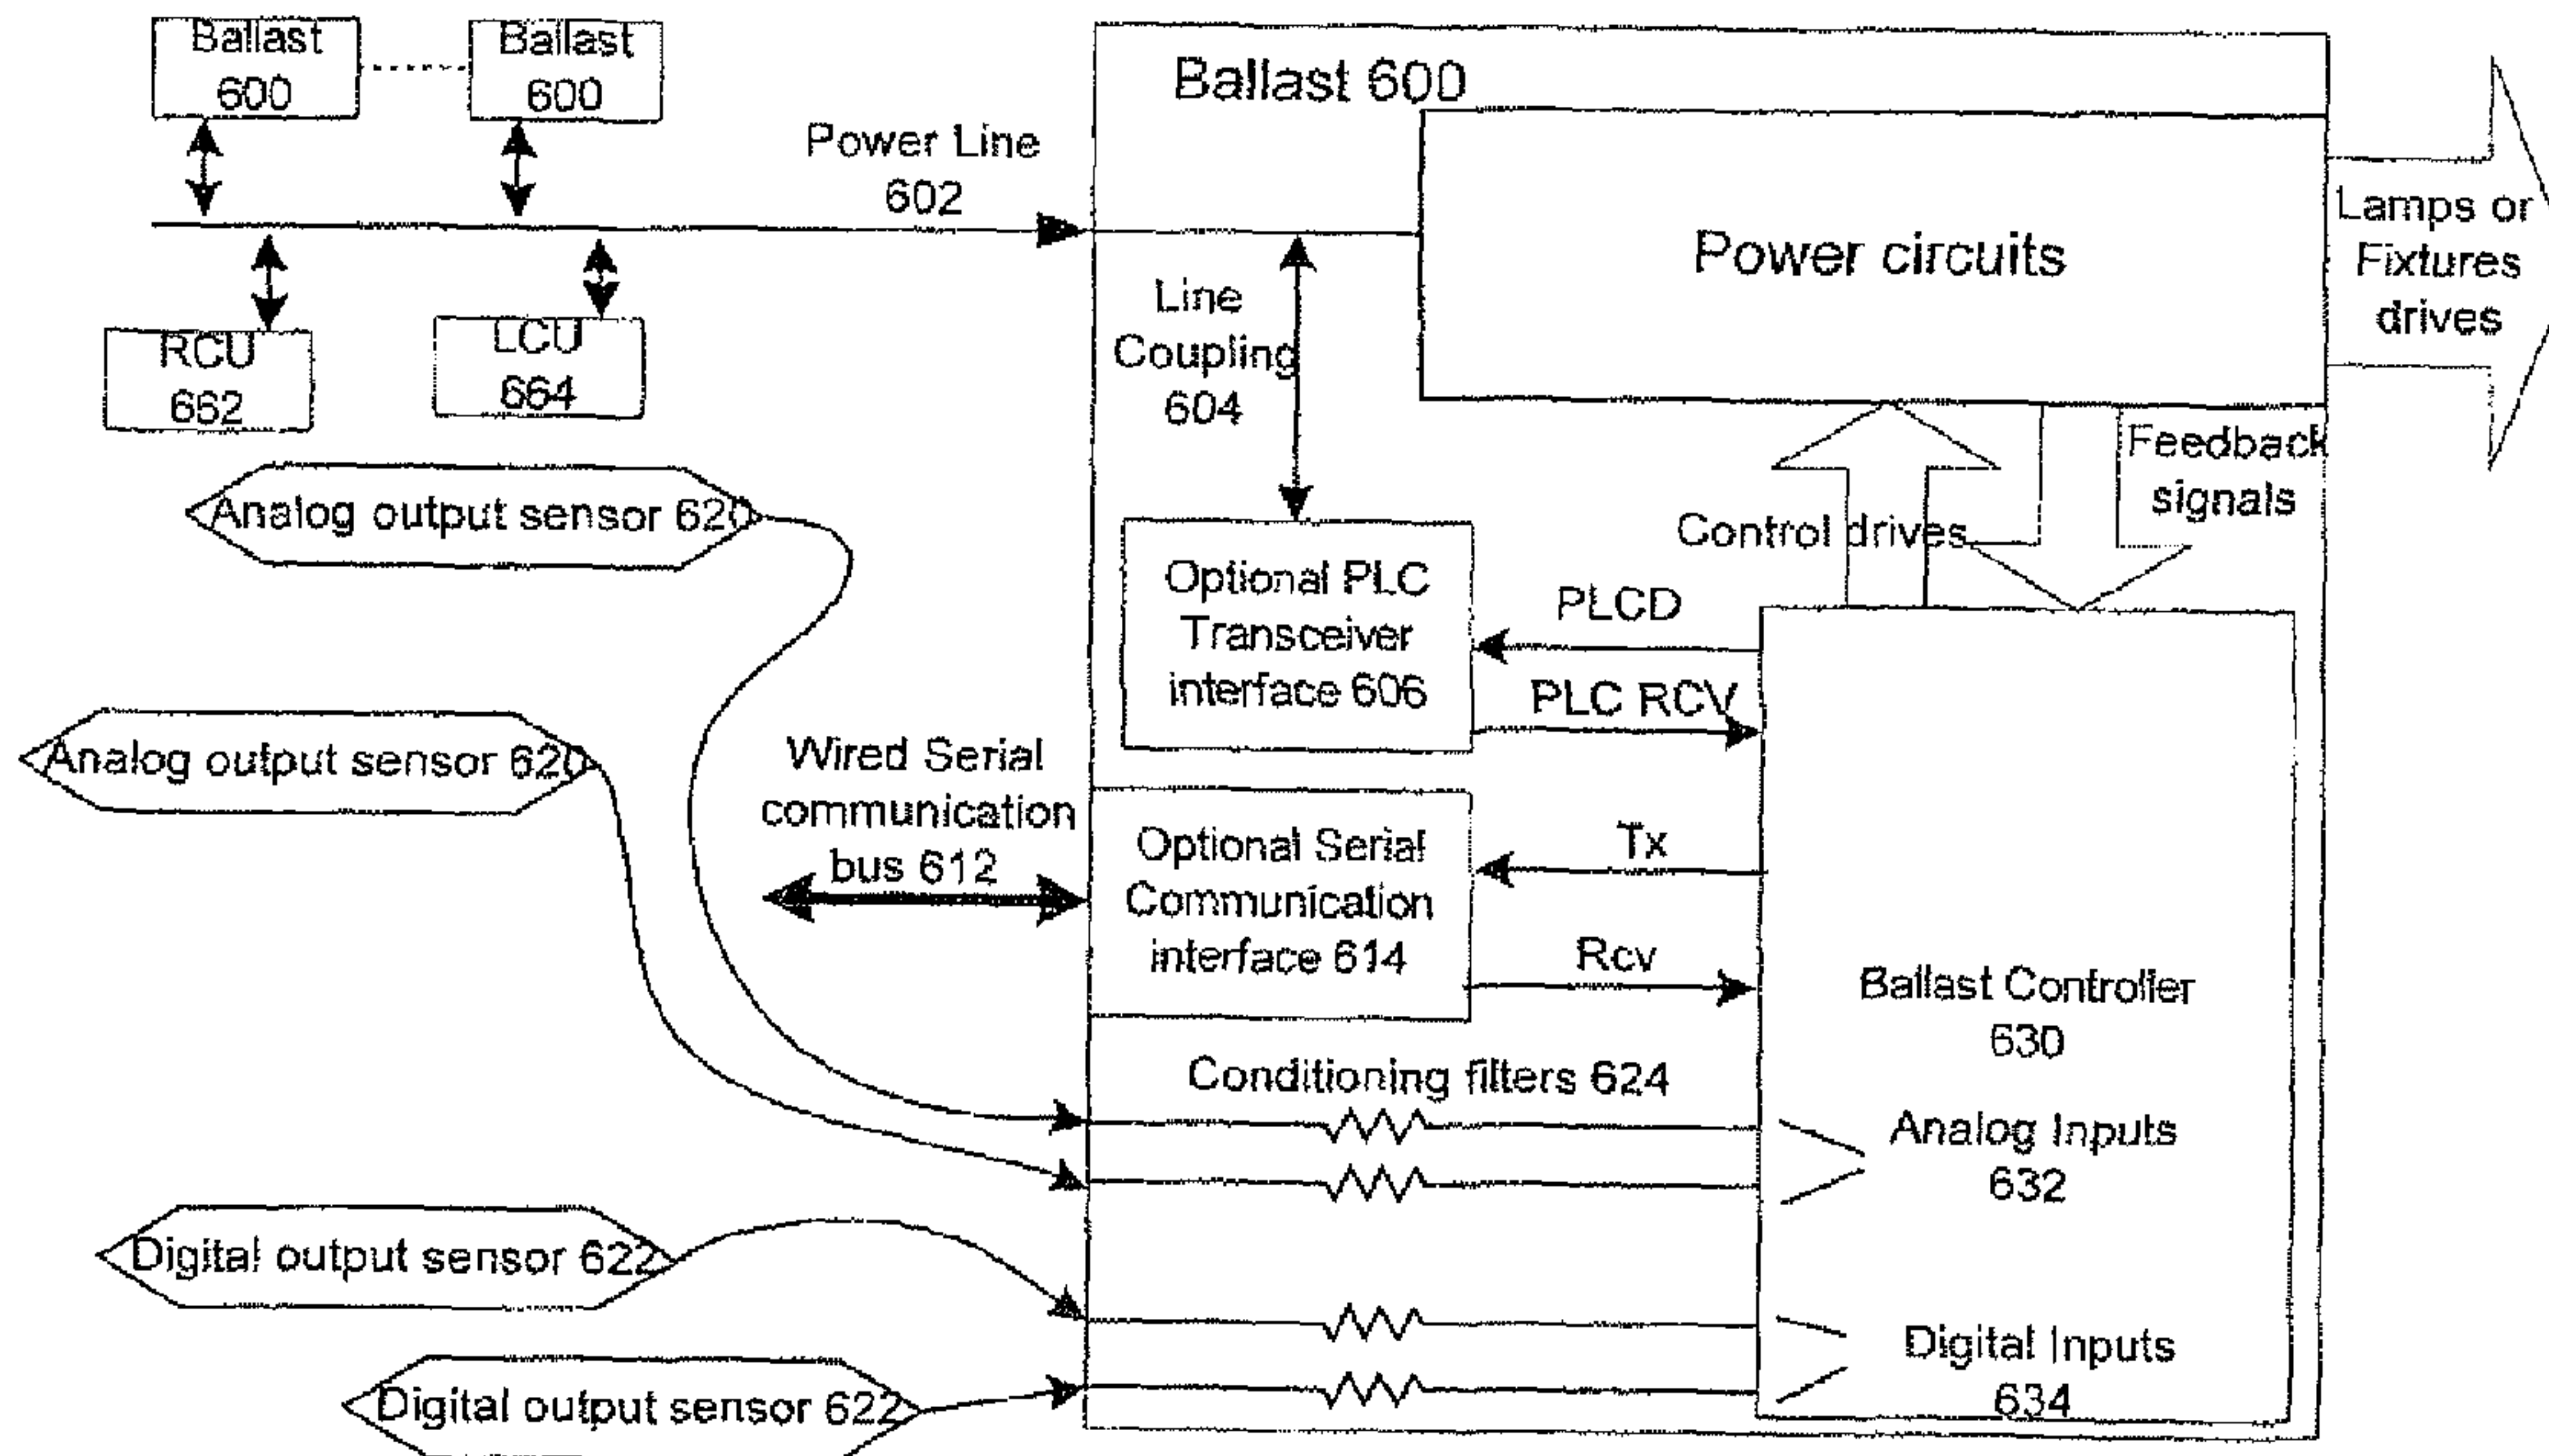 Ballast
600
Ballast
600
Power Line
602
RCU
662
LCU
664
Ballast 600
Power circuits
Lamps or
Fixtures
drives
Line
Coupling
604
Feedback
signals
Control drives
Analog output sensor 620
Optional PLC
Transceiver
interface 606
PLCD
PLC RCV
Analog output sensor 620
Wired Serial
communication
bus 612
Optional Serial
Communication
interface 614
Tx
Rcv
Ballast Controller
630
Conditioning filters 624
Analog Inputs
632
Digital output sensor 622
Digital Inputs
634
Digital output sensor 622